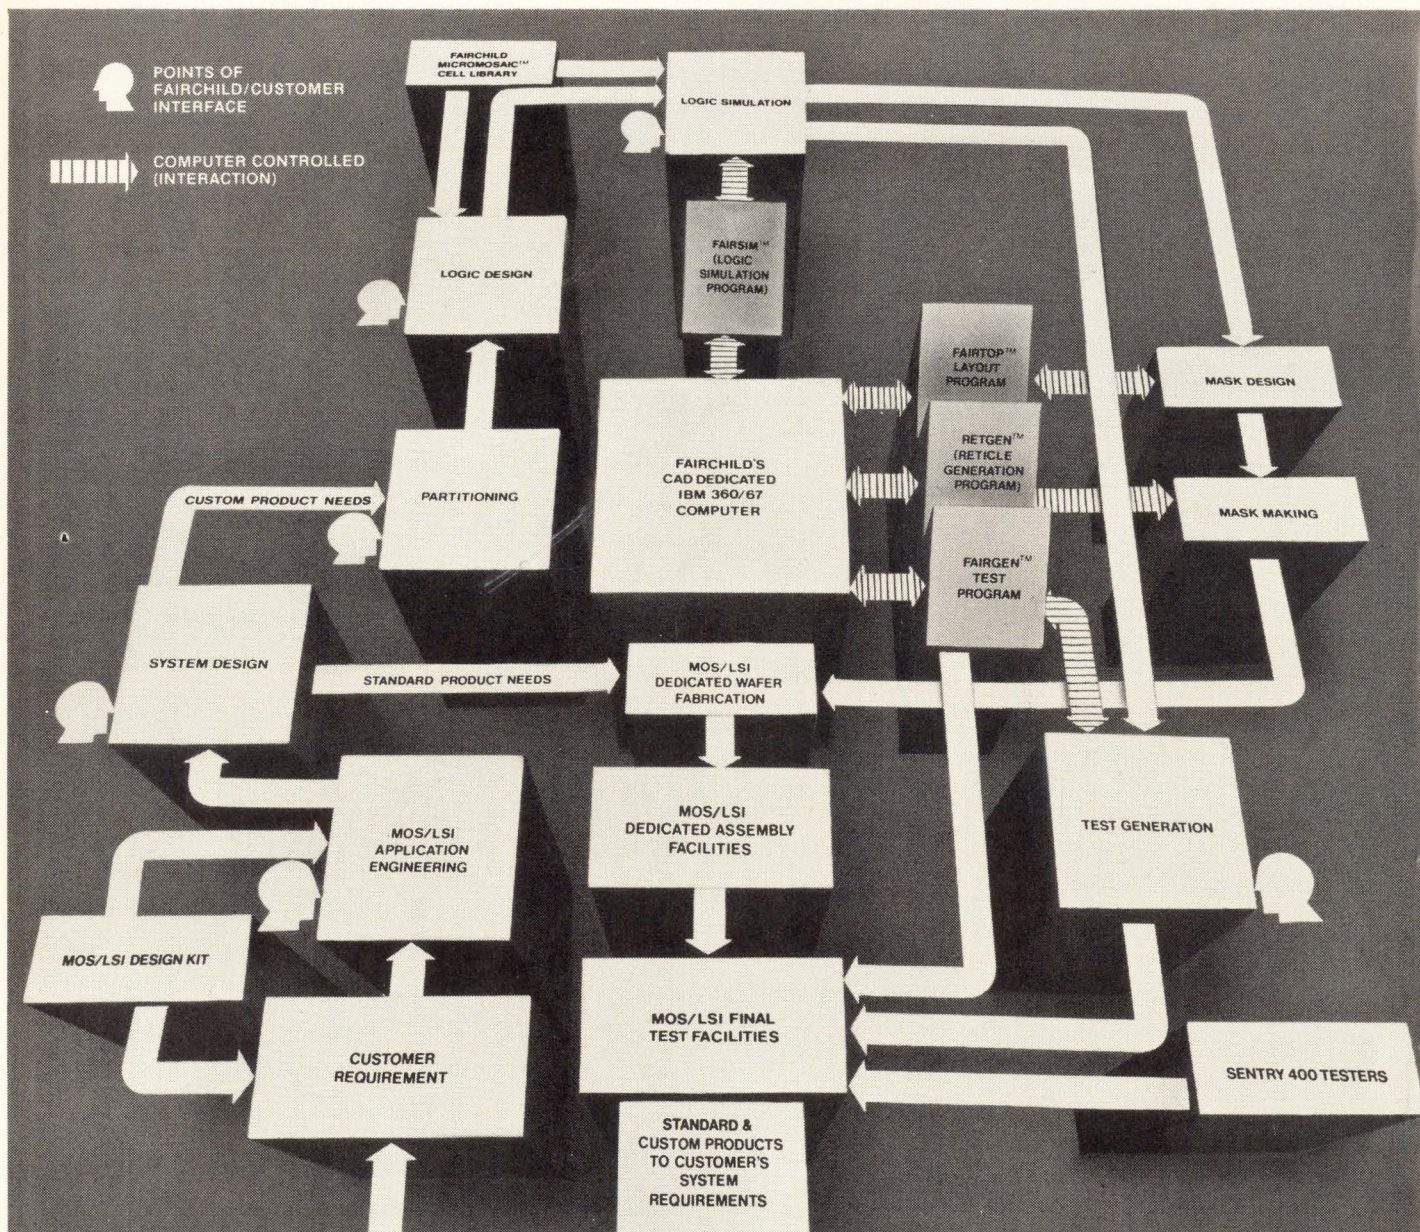 POINTS OF
FAIRCHILD/CUSTOMER
INTERFACE
COMPUTER CONTROLLED
(INTERACTION)
FAIRCHILD
MICROMOSAIC™
CELL LIBRARY
LOGIC SIMULATION
LOGIC DESIGN
FAIRSIM™
(LOGIC
SIMULATION
PROGRAM)
FAIRTOP™
LAYOUT
PROGRAM
MASK DESIGN
CUSTOM PRODUCT NEEDS
PARTITIONING
FAIRCHILD'S
CAD DEDICATED
IBM 360/67
COMPUTER
RETGEN™
(RETICLE
GENERATION
PROGRAM)
MASK MAKING
FAIRGEN™
TEST
PROGRAM
SYSTEM DESIGN
STANDARD PRODUCT NEEDS
MOS/LSI
DEDICATED WAFER
FABRICATION
MOS/LSI
APPLICATION
ENGINEERING
MOS/LSI
DEDICATED ASSEMBLY
FACILITIES
TEST GENERATION
MOS/LSI DESIGN KIT
CUSTOMER
REQUIREMENT
MOS/LSI FINAL
TEST FACILITIES
SENTRY 400 TESTERS
STANDARD &
CUSTOM PRODUCTS
TO CUSTOMER'S
SYSTEM
REQUIREMENTS